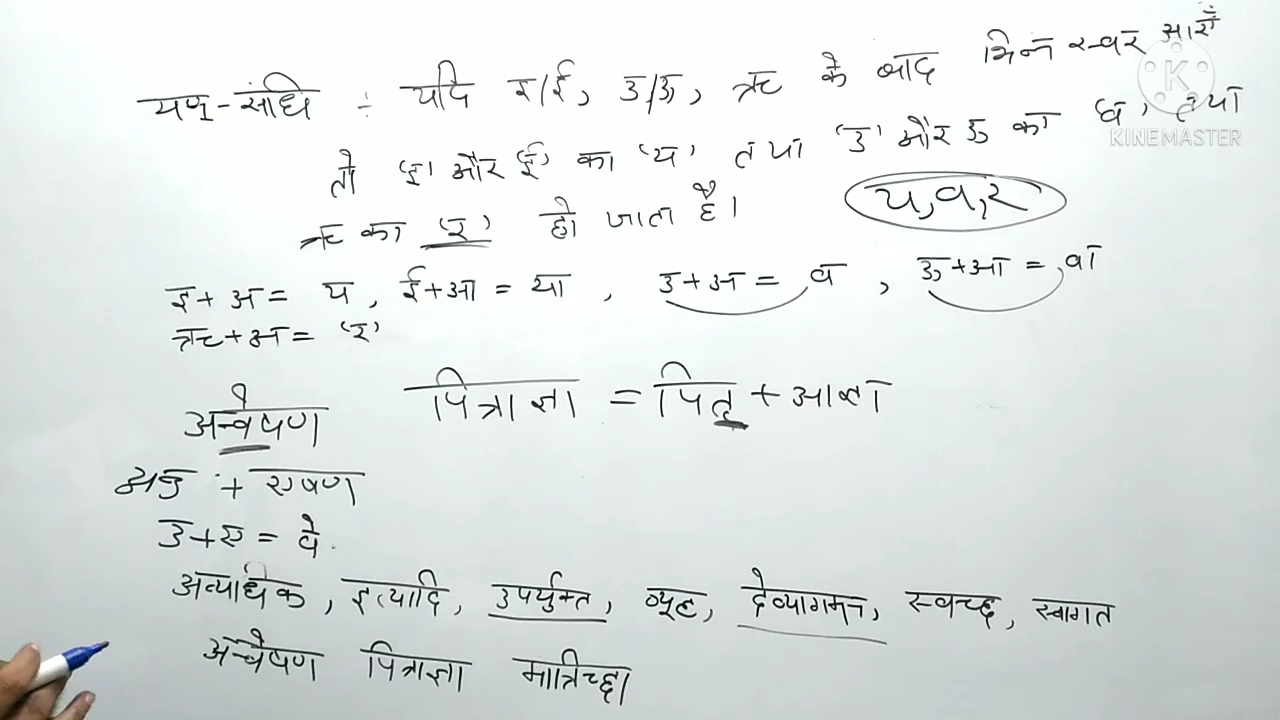 यण्-संधि ÷ यदि इ/ई, उ/ऊ, ऋ के बाद भिन्न स्वर आएँ
तो 'इ' और 'ई' का 'य' तथा 'उ' और ऊ का 'व' तथा
ऋ का 'र' हो जाता है। य,व,र
इ+अ= य, ई+आ = या , उ+अ = व , ऊ+आ = वा
ऋ+अ= 'र'
अन्वेषण पित्राज्ञा = पितृ + आज्ञा
अनु + एषण
उ+ए = वे
अत्याधिक, इत्यादि, उपर्युक्त, व्यूह, देव्यागमन, स्वच्छ, स्वागत
अन्वेषण पित्राज्ञा मात्रिच्छा
K
KINEMASTER